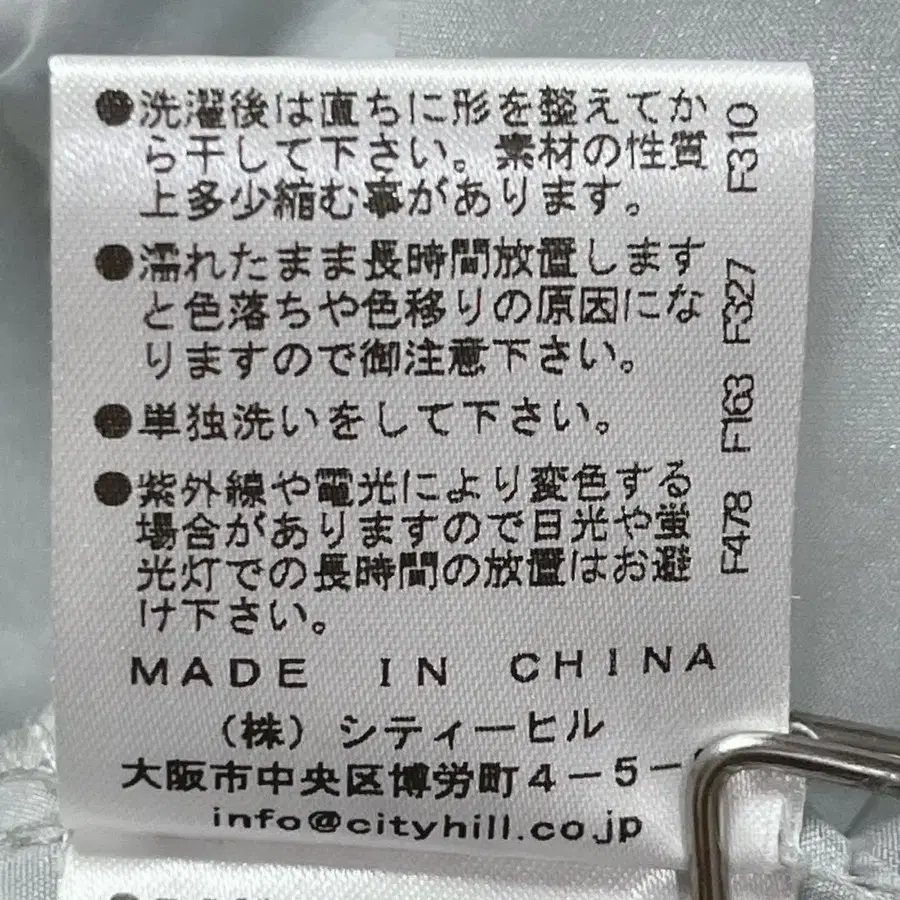 ●洗濯後は直ちに形を整えてか
ら干して下さい。素材の性質
上多少縮む事があります。
●濡れたまま長時間放置します
と色落ちや色移りの原因にな
りますので御注意下さい。
●単独洗いをして下さい。
●紫外線や電光により変色する
場合がありますので日光や蛍
光灯での長時間の放置はお避
け下さい。
MADE IN CHINA
(株)シティーヒル
大阪市中央区博労町4-5-
info@cityhill.co.jp
F478 F163 F327 F310